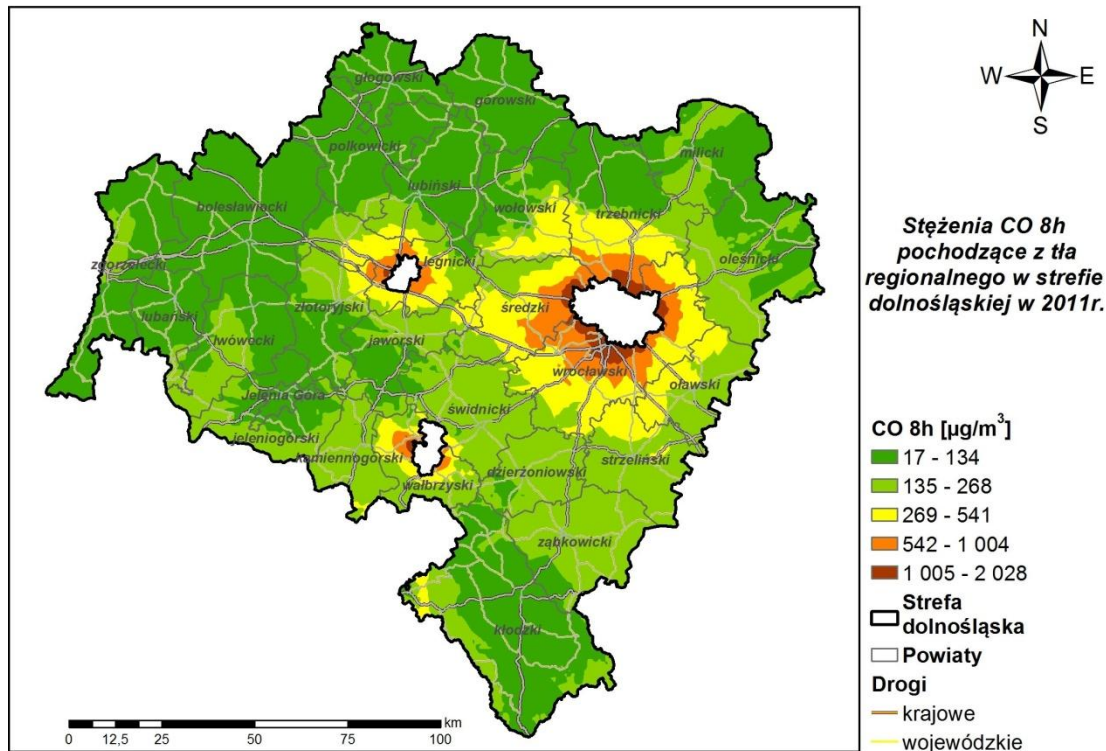 głogowski
górowski
polkowicki
milicki
lubiński
bolesławiecki
wołowski
trzebnicki
zgorzelecki
legnicki
oleśnicki
lubański
złotoryjski
średzki
lwówecki
jaworski
wrocławski
oławski
Jelenia Góra
świdnicki
jeleniogórski
kamiennogórski
strzeliński
wałbrzyski
dzierżoniowski
ząbkowicki
kłodzki
km
0 12,5 25 50 75 100
N
W E
S
Stężenia CO 8h
pochodzące z tła
regionalnego w strefie
dolnośląskiej w 2011r.
CO 8h [µg/m³]
17 - 134
135 - 268
269 - 541
542 - 1 004
1 005 - 2 028
Strefa
dolnośląska
Powiaty
Drogi
krajowe
wojewódzkie